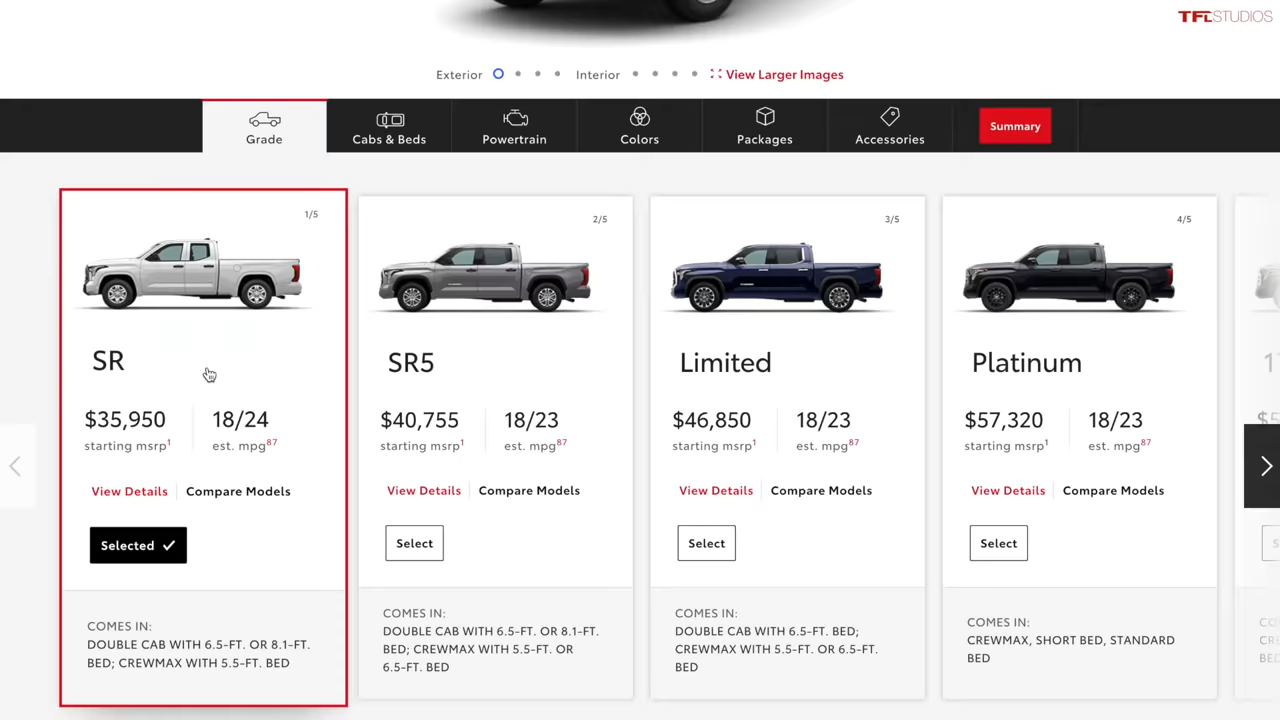 TFLSTUDIOS
Exterior
Interior
View Larger Images
Grade
Cabs & Beds
Powertrain
Colors
Packages
Accessories
Summary
1/5
SR
$35,950
starting msrp1
18/24
est. mpg87
View Details
Compare Models
Selected
COMES IN:
DOUBLE CAB WITH 6.5-FT. OR 8.1-FT.
BED; CREWMAX WITH 5.5-FT. BED
2/5
SR5
$40,755
starting msrp1
18/23
est. mpg87
View Details
Compare Models
Select
COMES IN:
DOUBLE CAB WITH 6.5-FT. OR 8.1-FT.
BED; CREWMAX WITH 5.5-FT. OR
6.5-FT. BED
3/5
Limited
$46,850
starting msrp1
18/23
est. mpg87
View Details
Compare Models
Select
COMES IN:
DOUBLE CAB WITH 6.5-FT. BED;
CREWMAX WITH 5.5-FT. OR 6.5-FT.
BED
4/5
Platinum
$57,320
starting msrp1
18/23
est. mpg87
View Details
Compare Models
Select
COMES IN:
CREWMAX, SHORT BED, STANDARD
BED